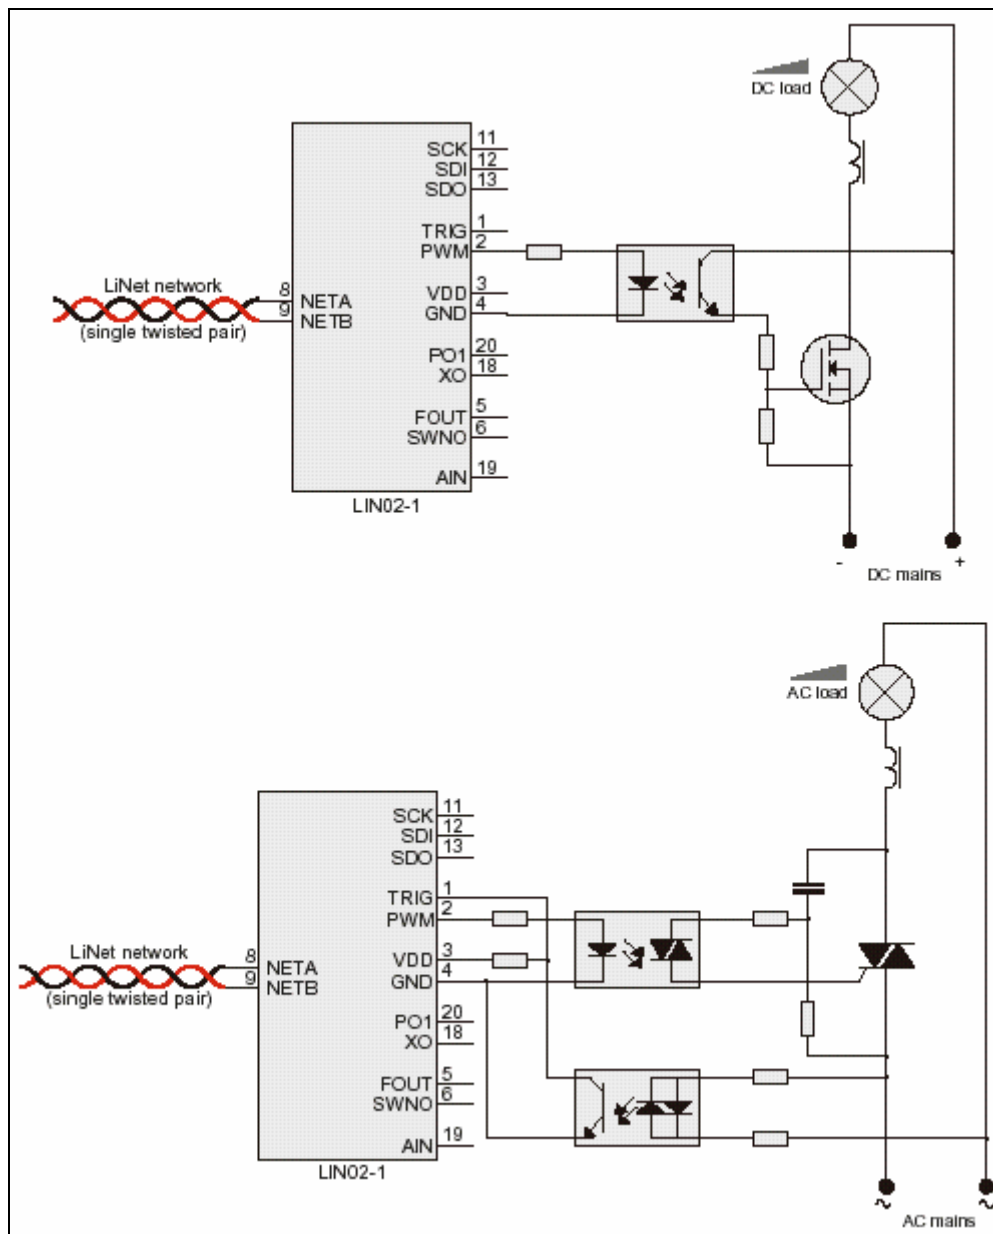 DC load
SCK 11
SDI 12
SDO 13
TRIG 1
PWM 2
LiNet network
8 NETA
VDD 3
9 NETB
GND 4
(single twisted pair)
PO1 20
XO 18
FOUT 5
SWNO 6
AIN 19
LIN02-1
- +
DC mains
AC load
SCK 11
SDI 12
SDO 13
TRIG 1
PWM 2
LiNet network
VDD 3
8 NETA
GND 4
9 NETB
(single twisted pair)
PO1 20
XO 18
FOUT 5
SWNO 6
AIN 19
LIN02-1
~ ~
AC mains